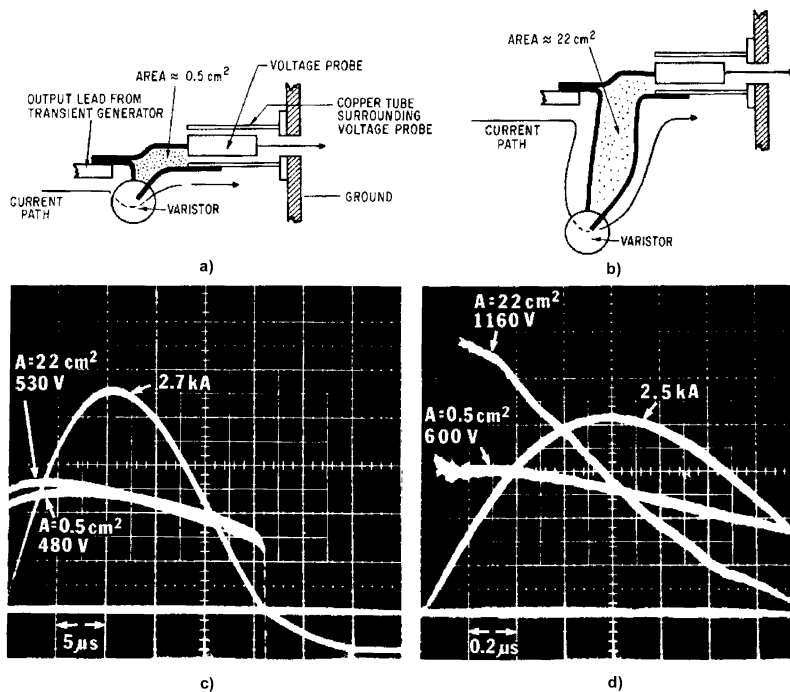 AREA ≈ 0.5 cm²
VOLTAGE PROBE
OUTPUT LEAD FROM
TRANSIENT GENERATOR
COPPER TUBE
SURROUNDING
VOLTAGE PROBE
CURRENT
PATH
VARISTOR
GROUND
a)
AREA ≈ 22 cm²
CURRENT
PATH
VARISTOR
b)
A=22 cm²
530 V
2.7 kA
A=0.5 cm²
480 V
5 μs
c)
A=22 cm²
1160 V
2.5 kA
A=0.5 cm²
600 V
0.2 μs
d)